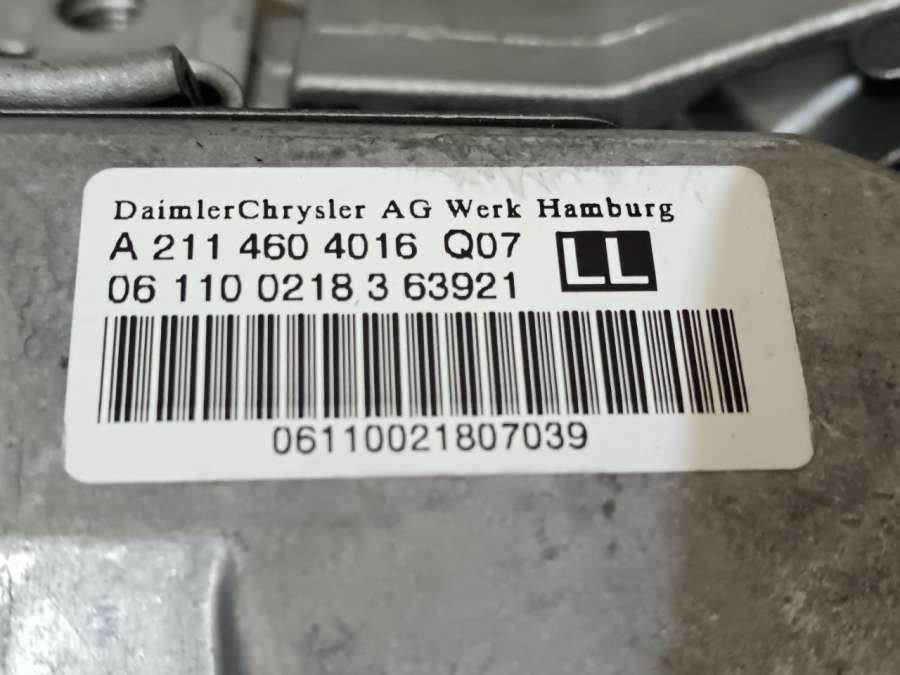 DaimlerChrysler AG Werk Hamburg
A 211 460 4016 Q07
LL
06 110 0218 3 63921
06110021807039